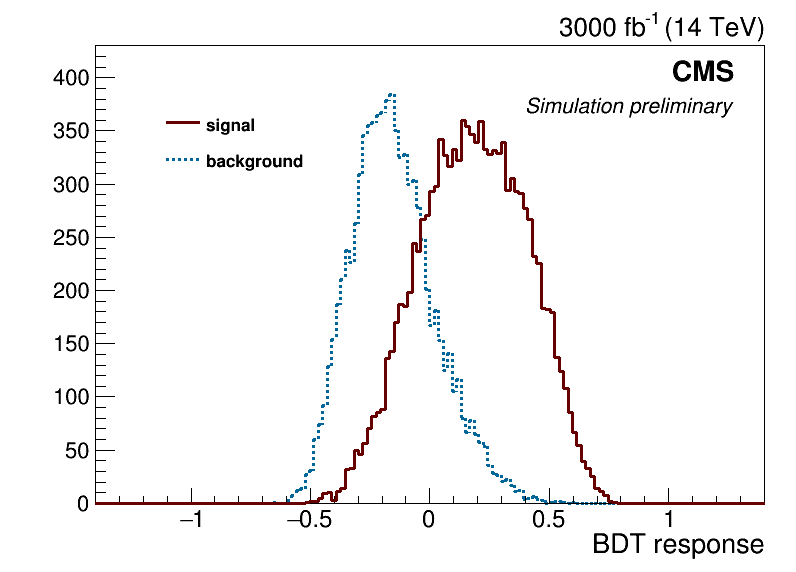 3000 fb-1 (14 TeV)
CMS
Simulation preliminary
signal
background
400
350
300
250
200
150
100
50
0
−1 −0.5 0 0.5 1
BDT response